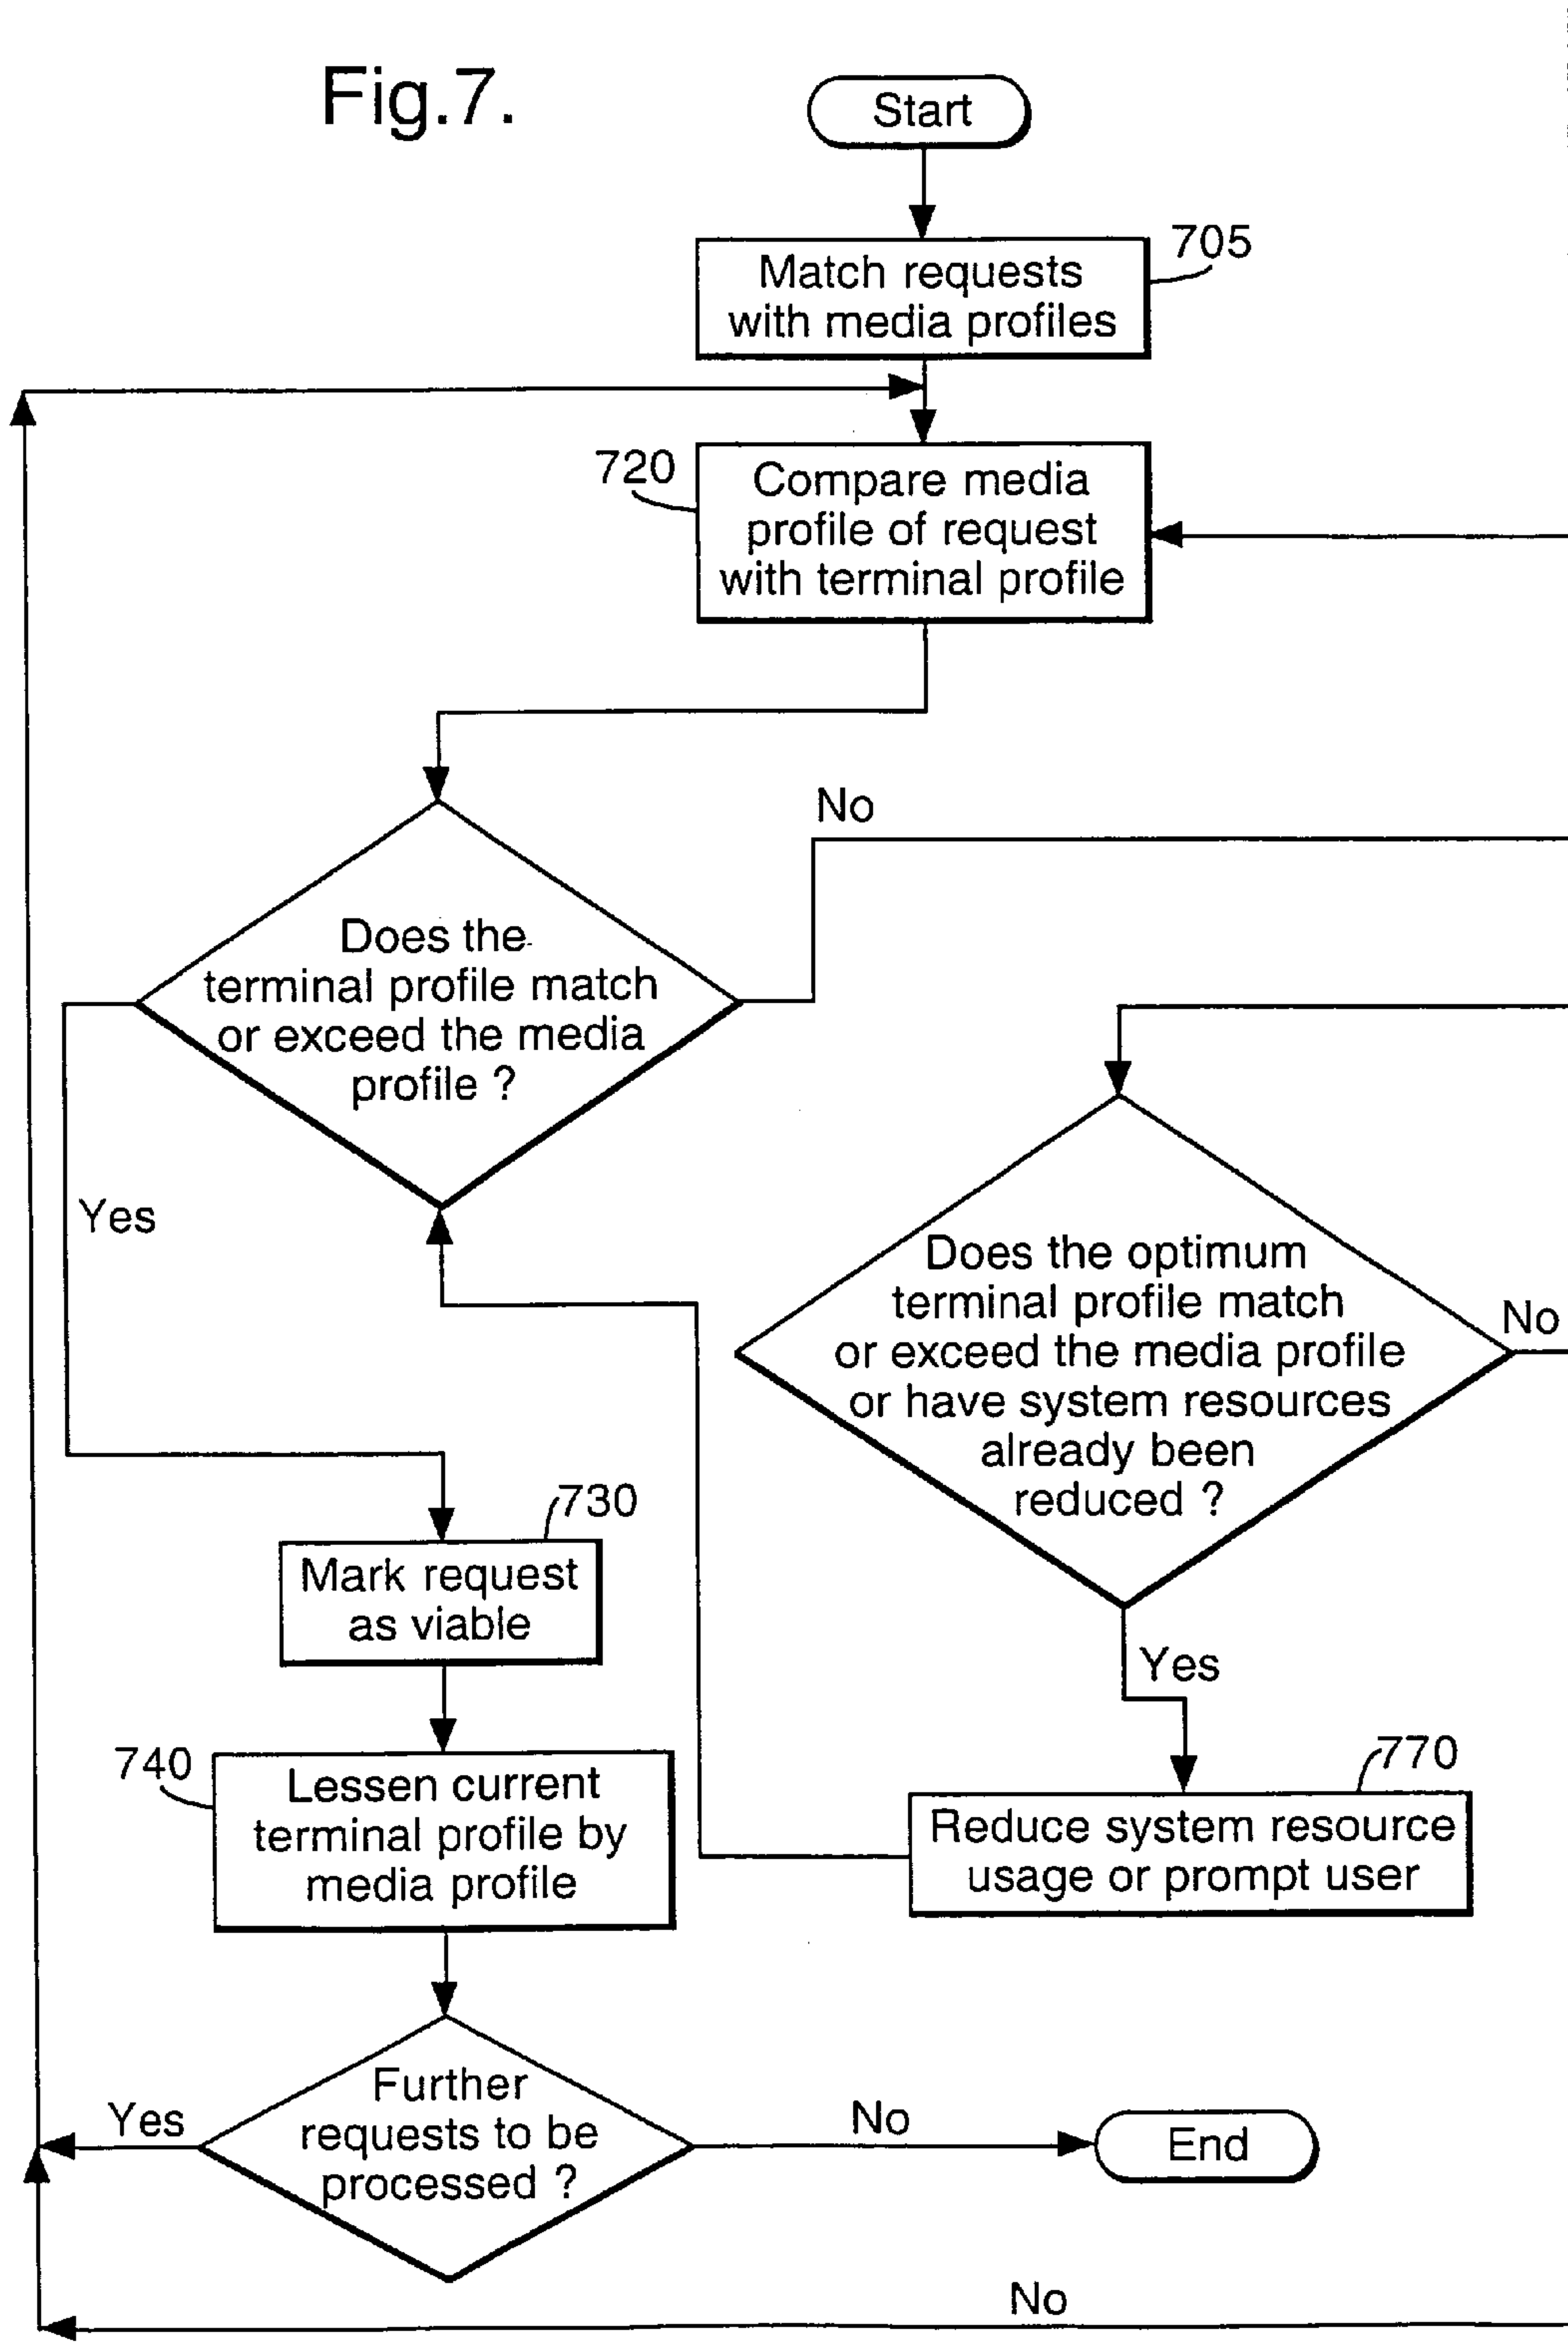 Fig.7.
Start
705
Match requests
with media profiles
720
Compare media
profile of request
with terminal profile
No
Does the
terminal profile match
or exceed the media
profile ?
Yes
Does the optimum
terminal profile match
or exceed the media profile
or have system resources
already been
reduced ?
No
730
Mark request
as viable
Yes
740
Lessen current
terminal profile by
media profile
770
Reduce system resource
usage or prompt user
Further
requests to be
processed ?
Yes
No
End
No